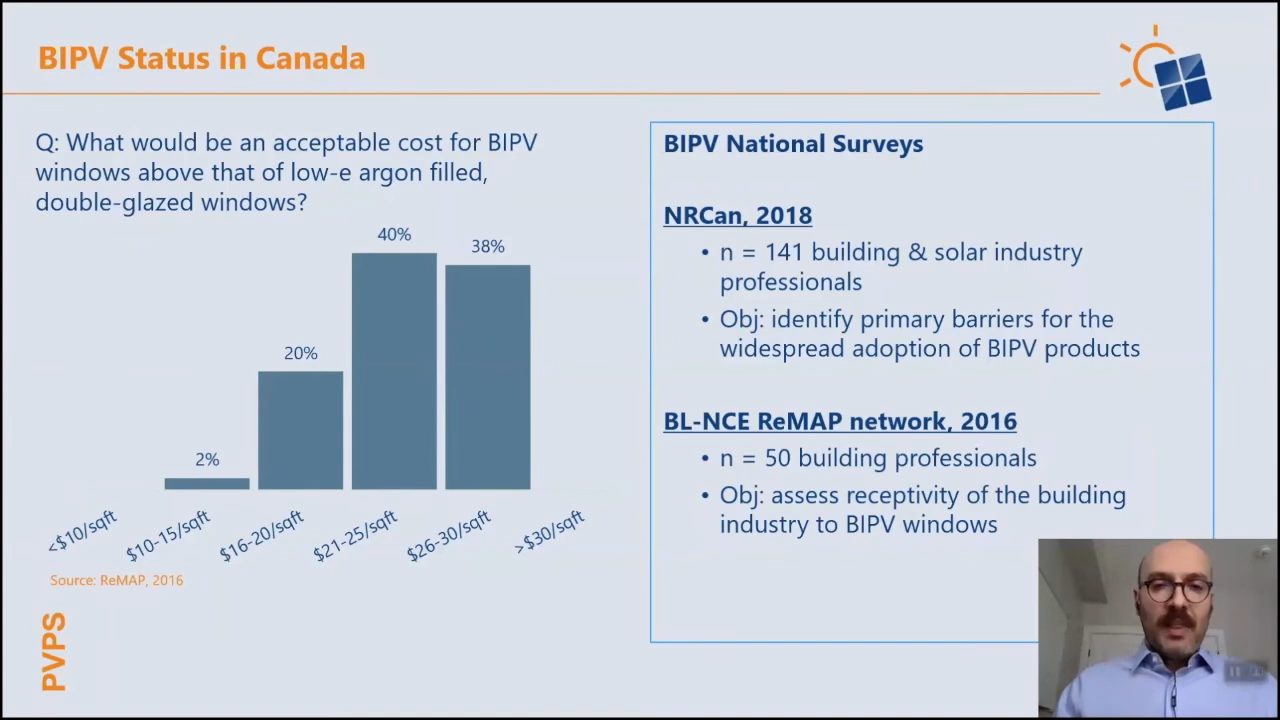 BIPV Status in Canada
Q: What would be an acceptable cost for BIPV
windows above that of low-e argon filled,
double-glazed windows?
40%
38%
20%
2%
<$10/sqft
$10-15/sqft
$16-20/sqft
$21-25/sqft
$26-30/sqft
>$30/sqft
Source: ReMAP, 2016
PVPS
BIPV National Surveys
NRCan, 2018
• n = 141 building & solar industry
professionals
• Obj: identify primary barriers for the
widespread adoption of BIPV products
BL-NCE ReMAP network, 2016
• n = 50 building professionals
• Obj: assess receptivity of the building
industry to BIPV windows